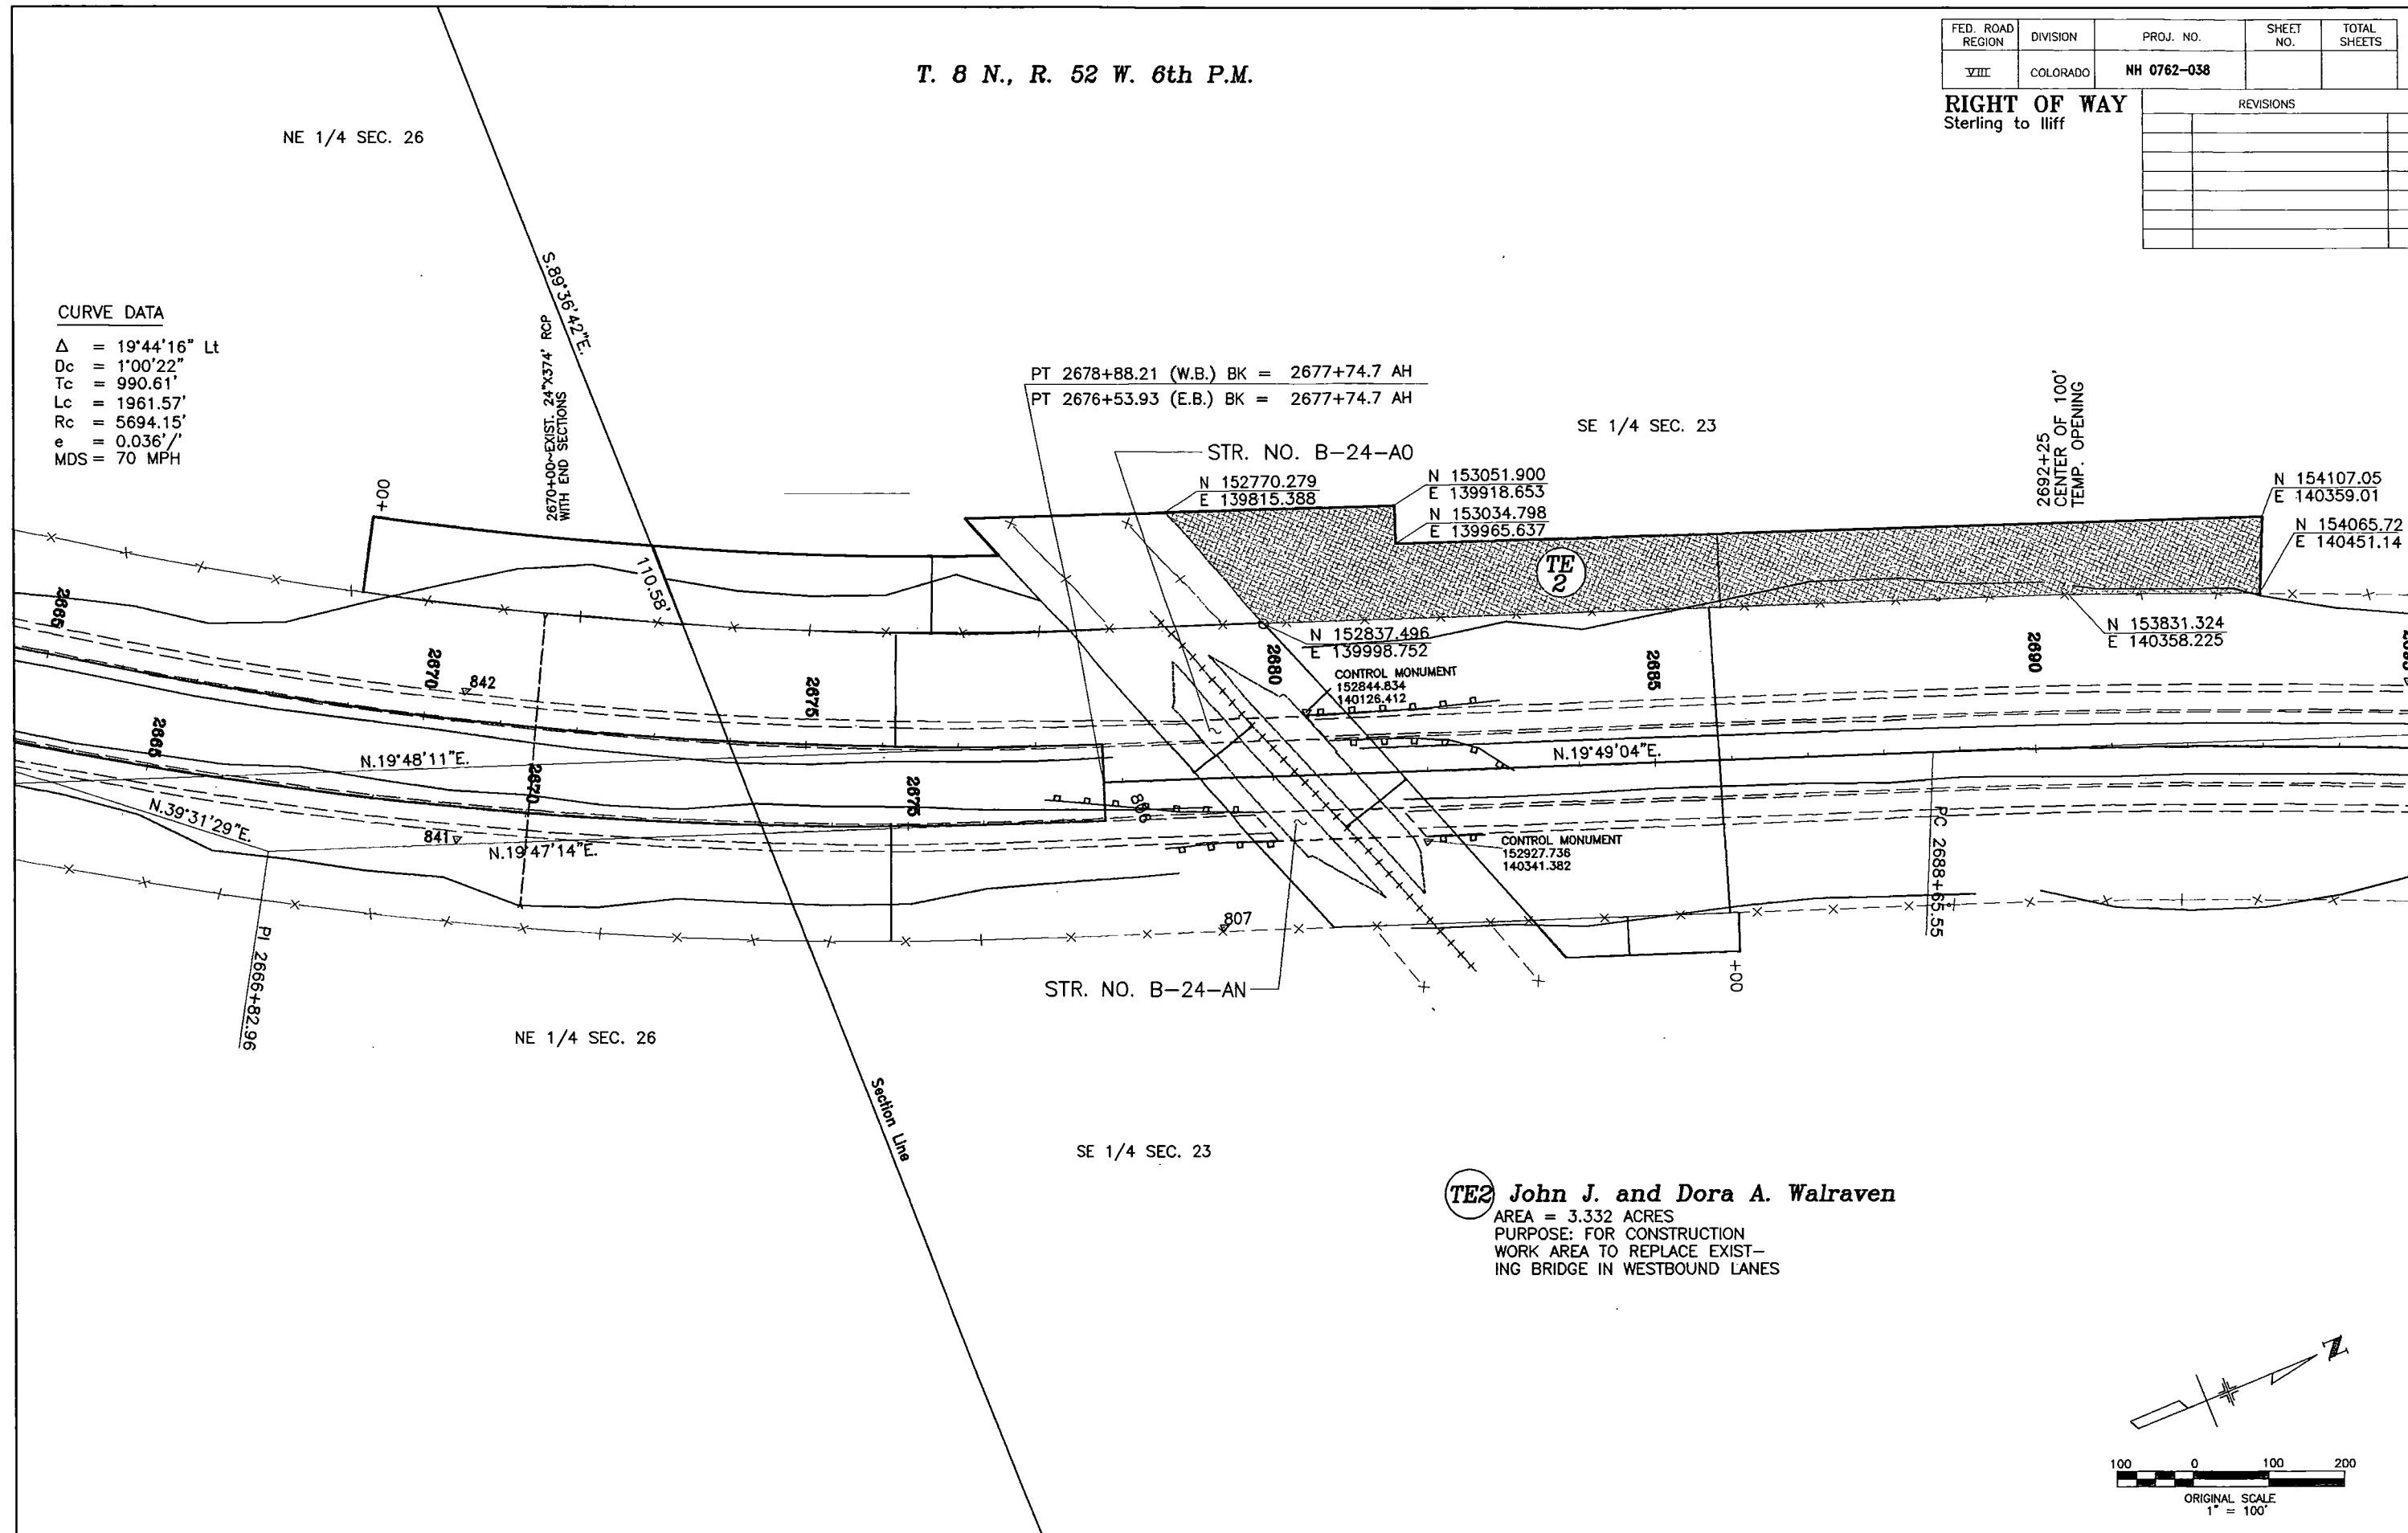 T. 8 N., R. 52 W. 6th P.M.
FED. ROAD REGION
DIVISION
PROJ. NO.
SHEET NO.
TOTAL SHEETS
VIII
COLORADO
NH 0762-038
RIGHT OF WAY
Sterling to Iliff
REVISIONS
NE 1/4 SEC. 26
S.89°36'42"E.
CURVE DATA
Δ = 19°44'16" Lt
Dc = 1°00'22"
Tc = 990.61'
Lc = 1961.57'
Rc = 5694.15'
e = 0.036'/'
MDS = 70 MPH
2670+00~EXIST. 24"X374' RCP
WITH END SECTIONS
+00
110.58'
PT 2678+88.21 (W.B.) BK = 2677+74.7 AH
PT 2676+53.93 (E.B.) BK = 2677+74.7 AH
STR. NO. B-24-AO
SE 1/4 SEC. 23
N 152770.279
E 139815.388
N 153051.900
E 139918.653
N 153034.798
E 139965.637
2692+25
CENTER OF 100'
TEMP. OPENING
N 154107.05
E 140359.01
N 154065.72
E 140451.14
TE
2
N 152837.496
E 139998.752
N 153831.324
E 140358.225
CONTROL MONUMENT
152844.834
140126.412
2665
2670
842
2675
2680
2685
2690
2665
2670
2675
N.19°48'11"E.
N.19°49'04"E.
N.39°31'29"E.
841
N.19°47'14"E.
866
CONTROL MONUMENT
152927.736
140341.382
PC 2688+65.55
807
PI 2666+82.96
STR. NO. B-24-AN
+00
NE 1/4 SEC. 26
Section Line
SE 1/4 SEC. 23
TE2 John J. and Dora A. Walraven
AREA = 3.332 ACRES
PURPOSE: FOR CONSTRUCTION
WORK AREA TO REPLACE EXIST-
ING BRIDGE IN WESTBOUND LANES
N
100 0 100 200
ORIGINAL SCALE
1" = 100'